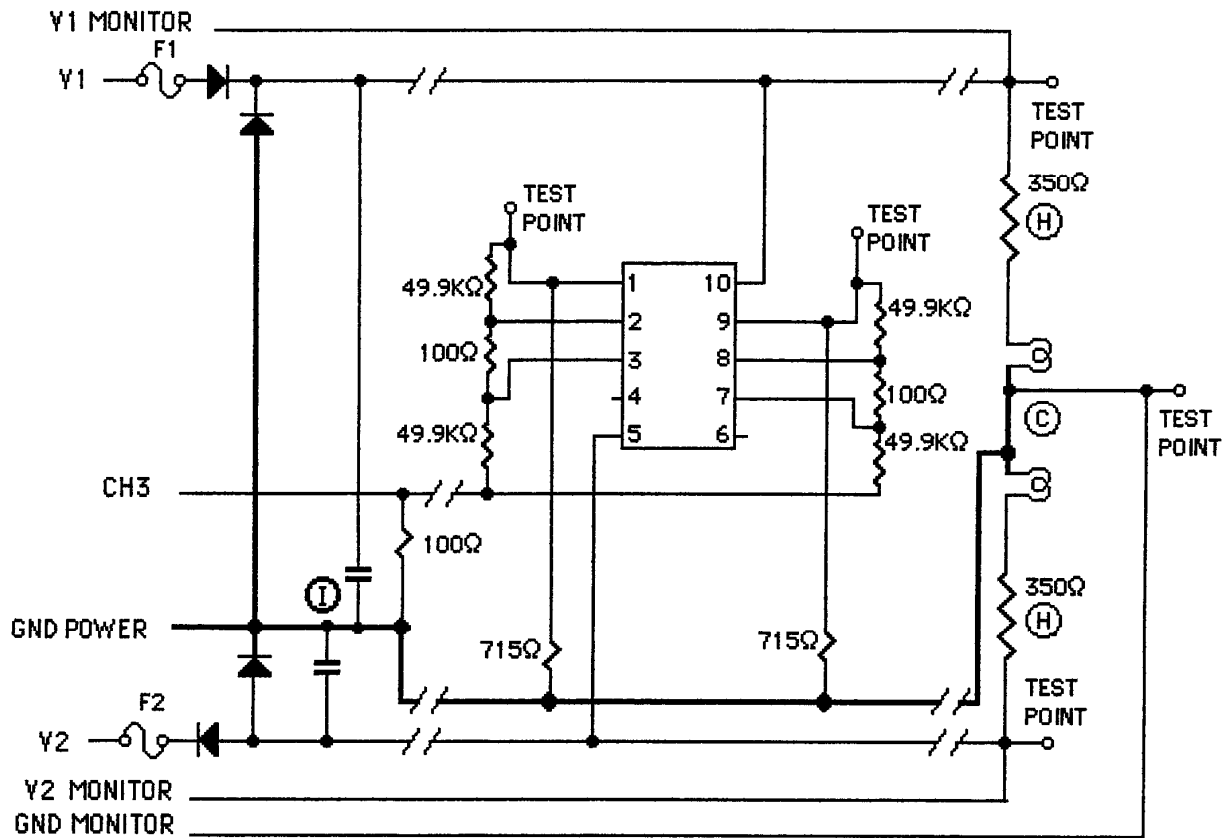 V1 MONITOR
F1
V1
TEST
POINT
350Ω
H
TEST
POINT
TEST
POINT
49.9KΩ
1
10
49.9KΩ
2
9
100Ω
3
8
100Ω
4
7
49.9KΩ
5
6
49.9KΩ
C
TEST
POINT
CH3
100Ω
I
350Ω
H
GND POWER
715Ω
715Ω
TEST
POINT
F2
V2
V2 MONITOR
GND MONITOR